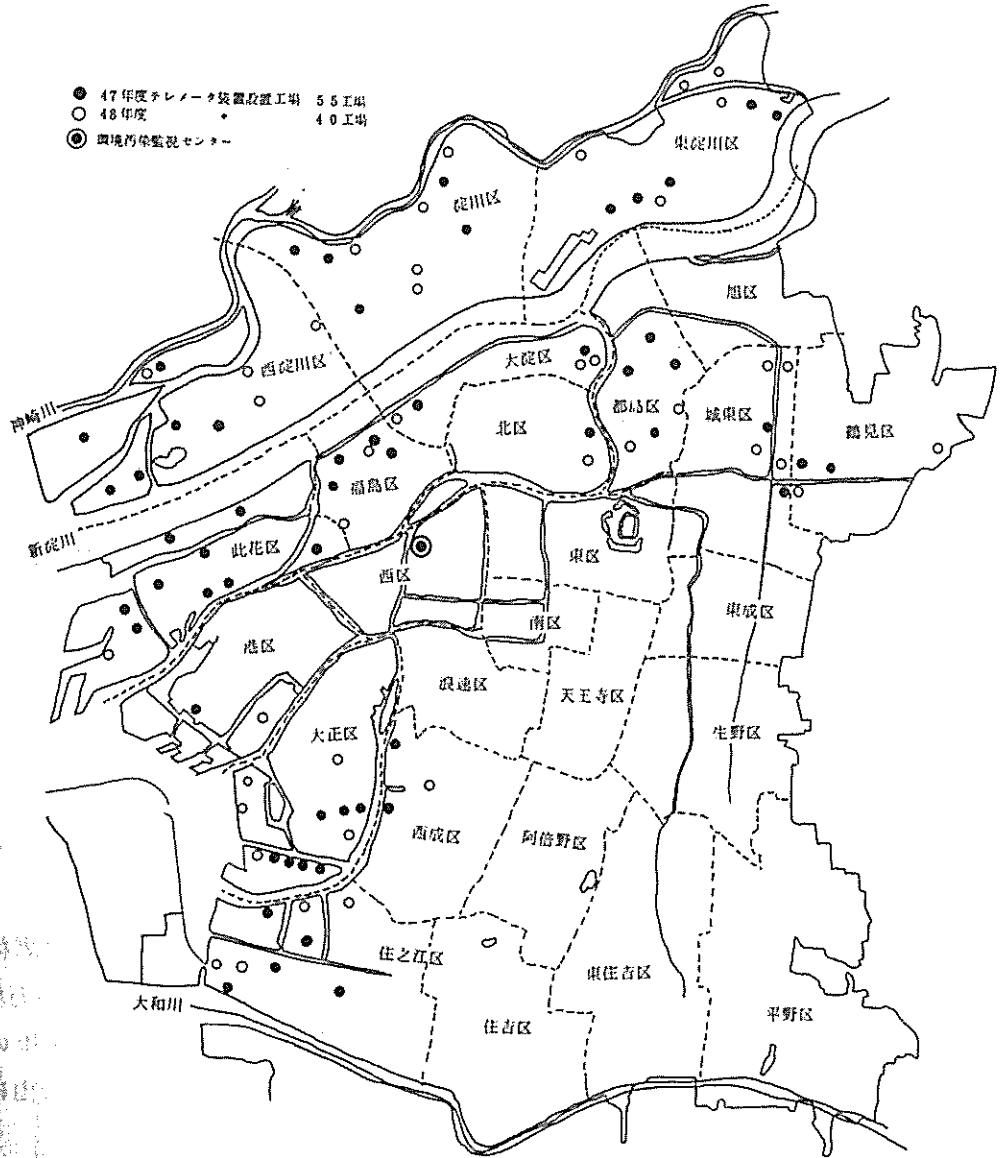 47年度テレメータ装置設置工場 55工場
48年度 〃 40工場
環境汚染監視センター
東淀川区
淀川区
旭区
西淀川区
大淀区
神崎川
北区
都島区
城東区
鶴見区
福島区
新淀川
此花区
西区
東区
東成区
南区
港区
浪速区
天王寺区
大正区
生野区
西成区
阿倍野区
住之江区
東住吉区
大和川
住吉区
平野区